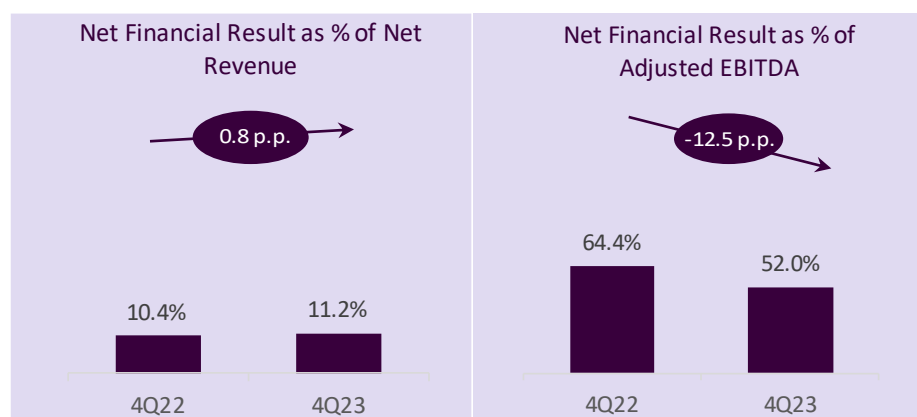 Net Financial Result as % of Net
Revenue
0.8 p.p.
10.4%
11.2%
4Q22
4Q23
Net Financial Result as % of
Adjusted EBITDA
-12.5 p.p.
64.4%
52.0%
4Q22
4Q23